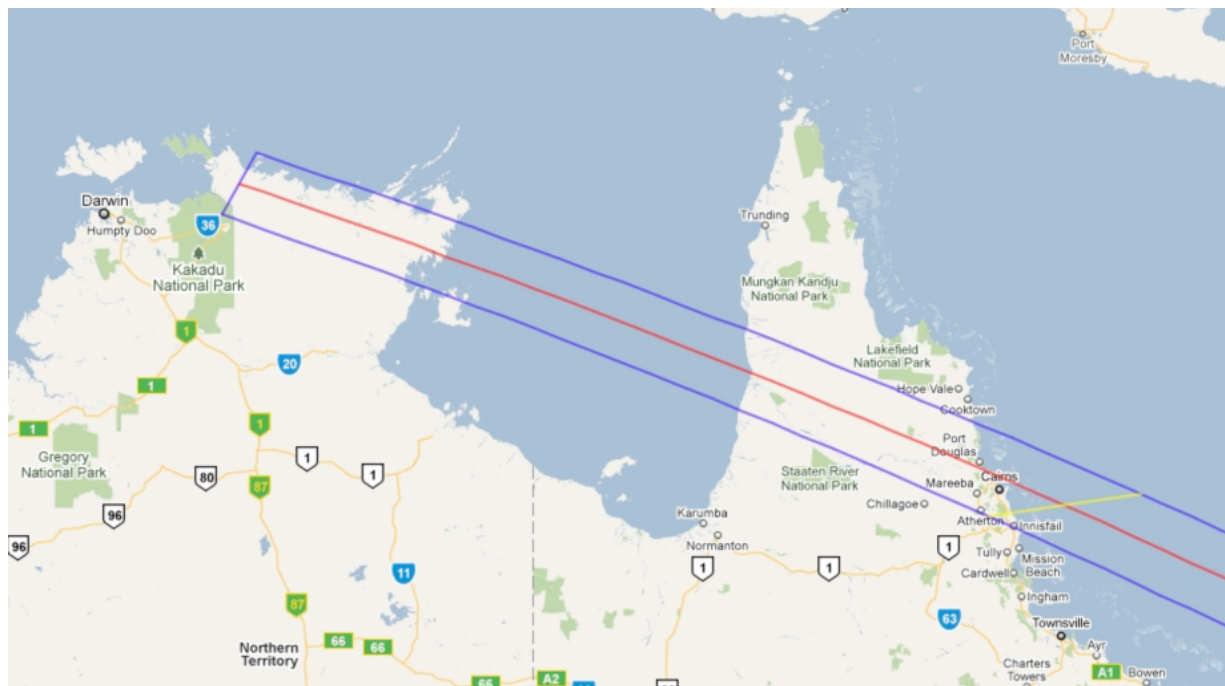 Port
Moresby
Darwin
Humpty Doo
36
Trunding
Kakadu
National Park
Mungkan Kandju
National Park
1
Lakefield
National Park
20
1
Hope Vale
Cooktown
1
1
Port
Douglas
Gregory
National Park
80
1
1
Staaten River
National Park
Mareeba
Cairns
87
Chillagoe
96
Karumba
Atherton
Innisfail
96
Normanton
1
Tully
Mission
Beach
1
1
Cardwell
11
87
Ingham
63
Townsville
66
66
Northern
Territory
Ayr
Charters
Towers
A1
Bowen
66
A2